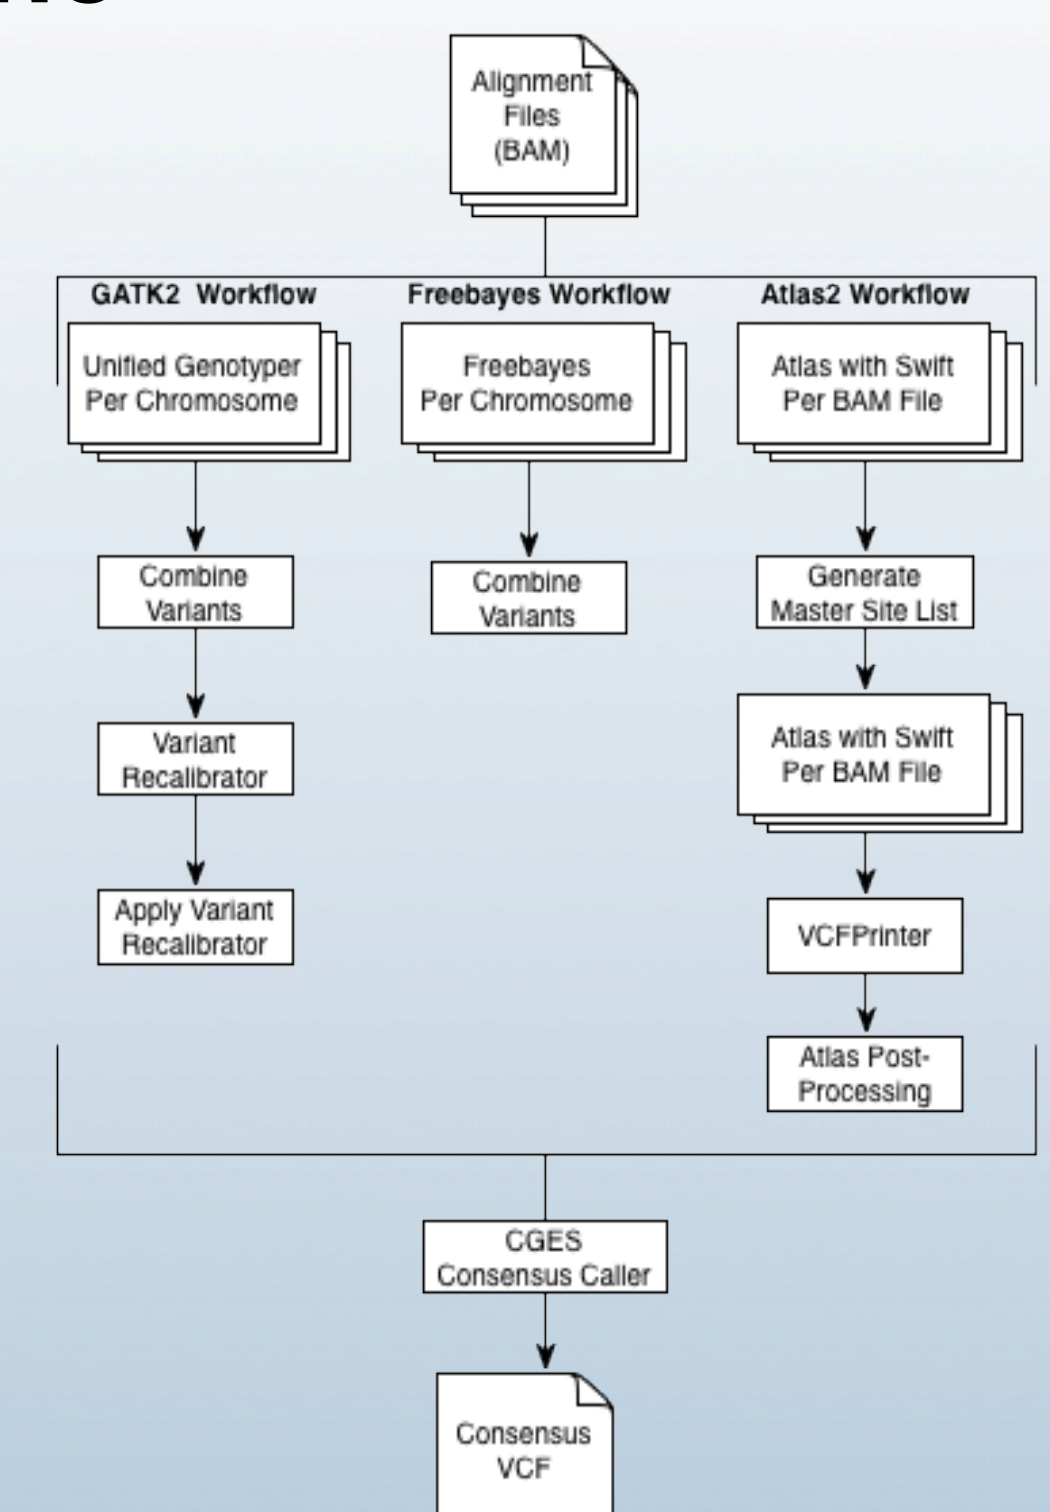 Alignment
Files
(BAM)
GATK2 Workflow
Unified Genotyper
Per Chromosome
Combine
Variants
Variant
Recalibrator
Apply Variant
Recalibrator
Freebayes Workflow
Freebayes
Per Chromosome
Combine
Variants
Atlas2 Workflow
Atlas with Swift
Per BAM File
Generate
Master Site List
Atlas with Swift
Per BAM File
VCFPrinter
Atlas Post-
Processing
CGES
Consensus Caller
Consensus
VCF